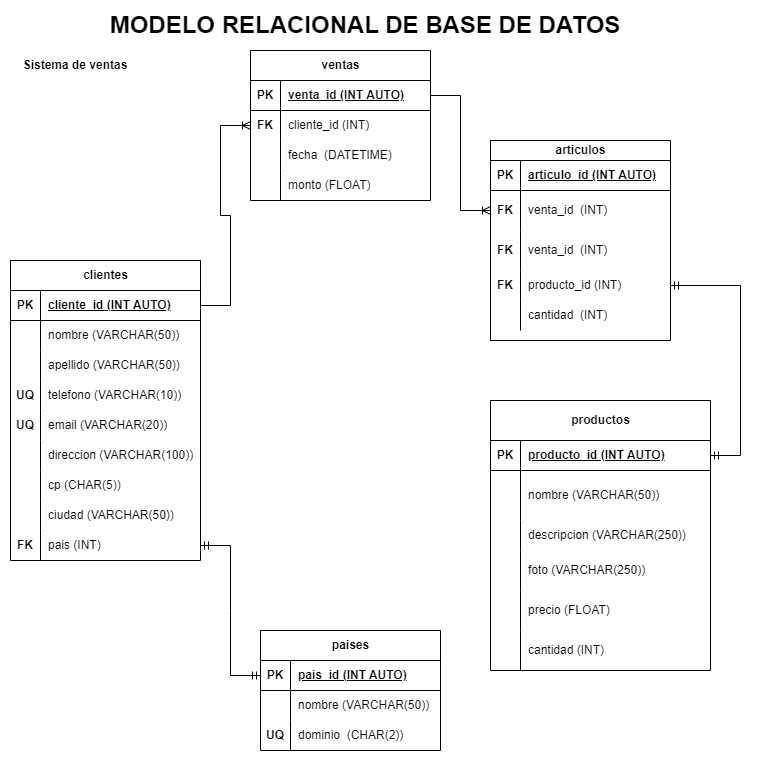 MODELO RELACIONAL DE BASE DE DATOS
Sistema de ventas
ventas
PK venta_id (INT AUTO)
FK cliente_id (INT)
fecha (DATETIME)
monto (FLOAT)
articulos
PK articulo_id (INT AUTO)
FK venta_id (INT)
FK venta_id (INT)
FK producto_id (INT)
cantidad (INT)
clientes
PK cliente_id (INT AUTO)
nombre (VARCHAR(50))
apellido (VARCHAR(50))
UQ telefono (VARCHAR(10))
UQ email (VARCHAR(20))
direccion (VARCHAR(100))
cp (CHAR(5))
ciudad (VARCHAR(50))
FK pais (INT)
productos
PK producto_id (INT AUTO)
nombre (VARCHAR(50))
descripcion (VARCHAR(250))
foto (VARCHAR(250))
precio (FLOAT)
cantidad (INT)
paises
PK pais_id (INT AUTO)
nombre (VARCHAR(50))
UQ dominio (CHAR(2))